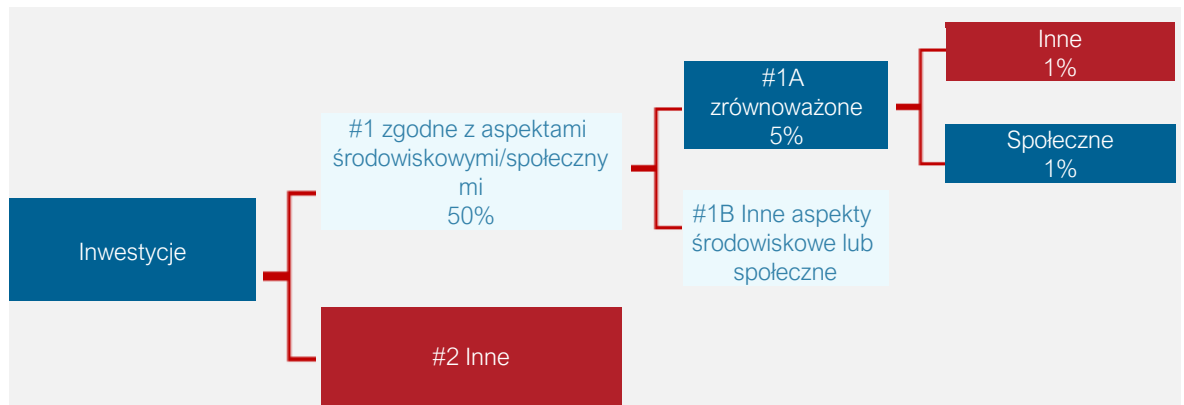 Inwestycje
#1 zgodne z aspektami
środowiskowymi/społeczny
mi
50%
#2 Inne
#1A
zrównoważone
5%
#1B Inne aspekty
środowiskowe lub
społeczne
Inne
1%
Społeczne
1%